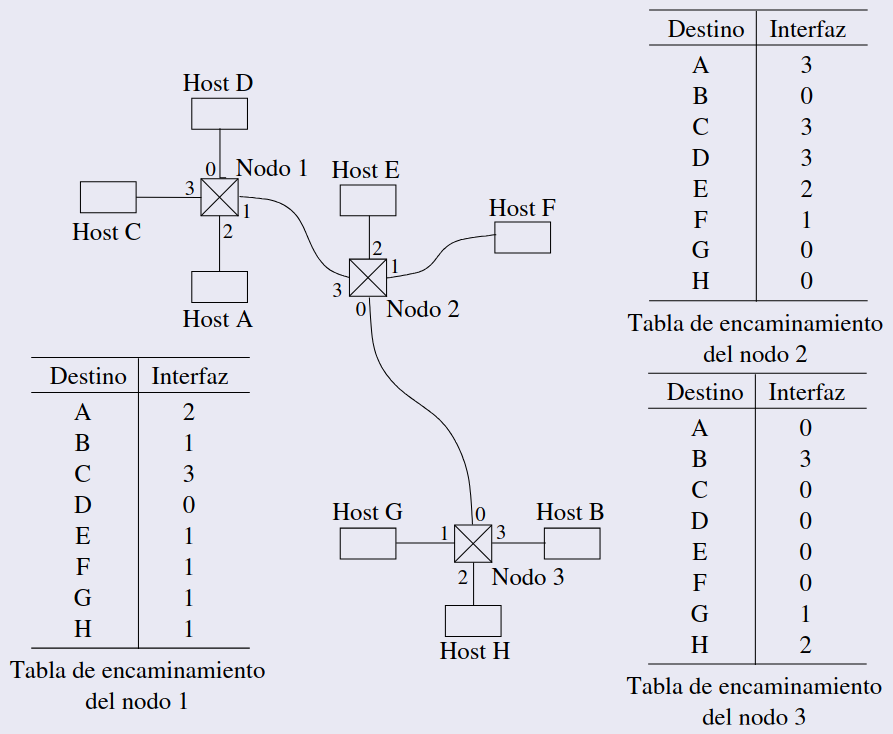 Host D
0 Nodo 1
3
1
Host C
2
Host A
Host E
2
1
3
0 Nodo 2
Host F
Host G
0
Host B
1
3
2 Nodo 3
Host H
Destino Interfaz
A 2
B 1
C 3
D 0
E 1
F 1
G 1
H 1
Tabla de encaminamiento
del nodo 1
Destino Interfaz
A 3
B 0
C 3
D 3
E 2
F 1
G 0
H 0
Tabla de encaminamiento
del nodo 2
Destino Interfaz
A 0
B 3
C 0
D 0
E 0
F 0
G 1
H 2
Tabla de encaminamiento
del nodo 3